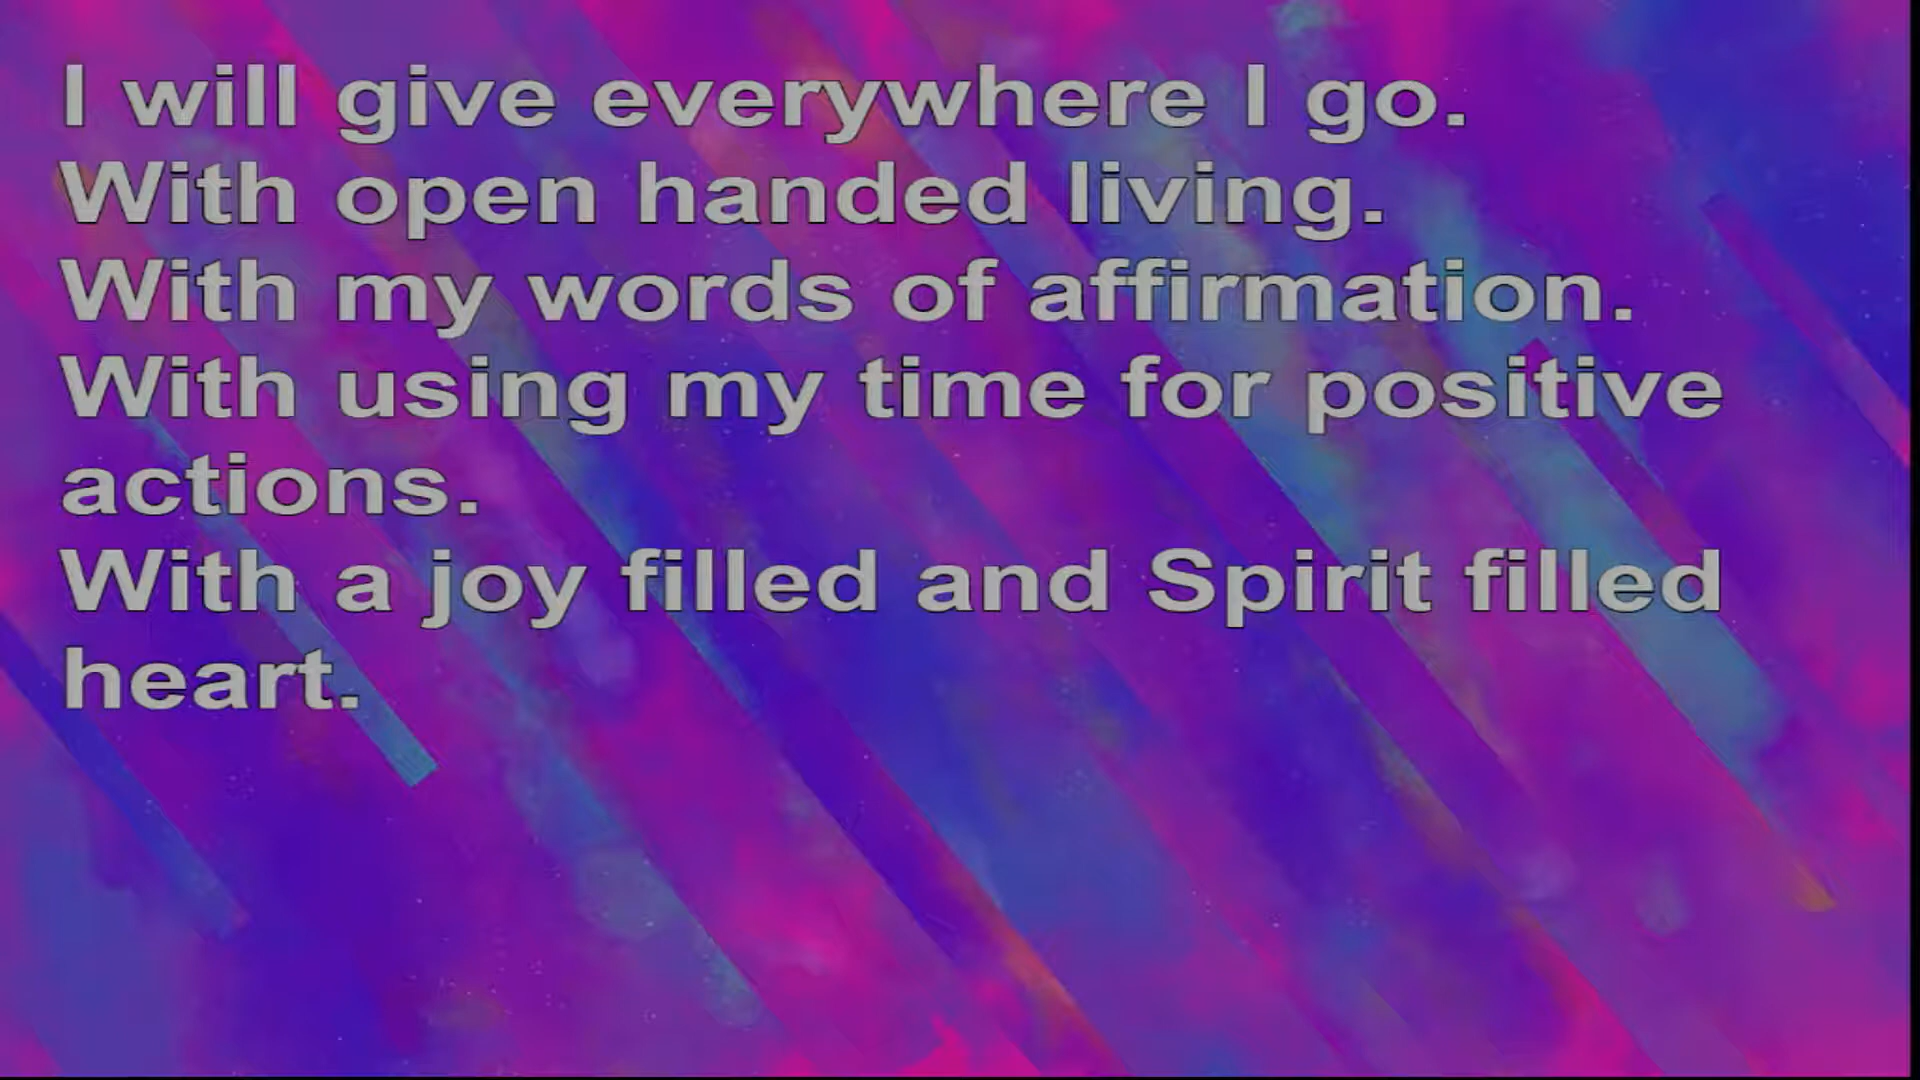 I will give everywhere I go.
With open handed living.
With my words of affirmation.
With using my time for positive
actions.
With a joy filled and Spirit filled
heart.